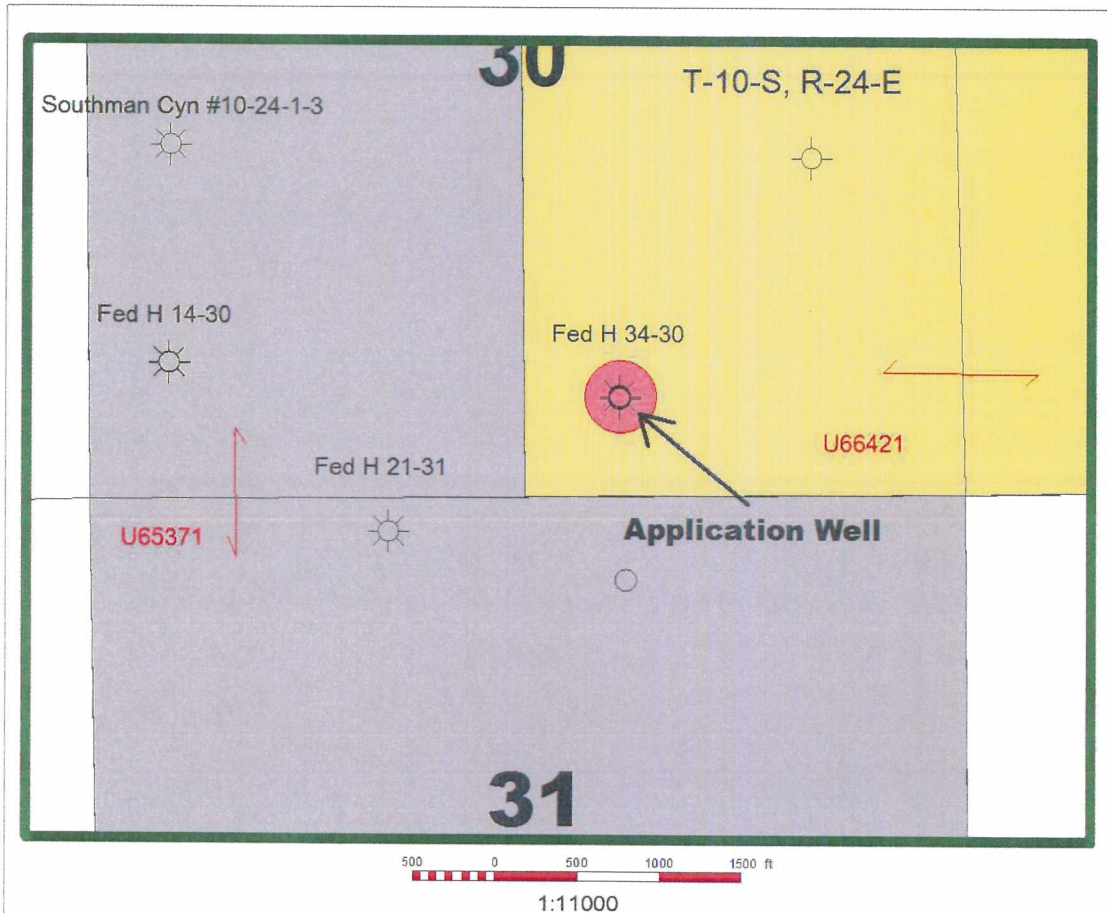 30
T-10-S, R-24-E
Southman Cyn #10-24-1-3
Fed H 14-30
Fed H 34-30
U66421
Fed H 21-31
U65371
Application Well
31
500 0 500 1000 1500 ft
1:11000